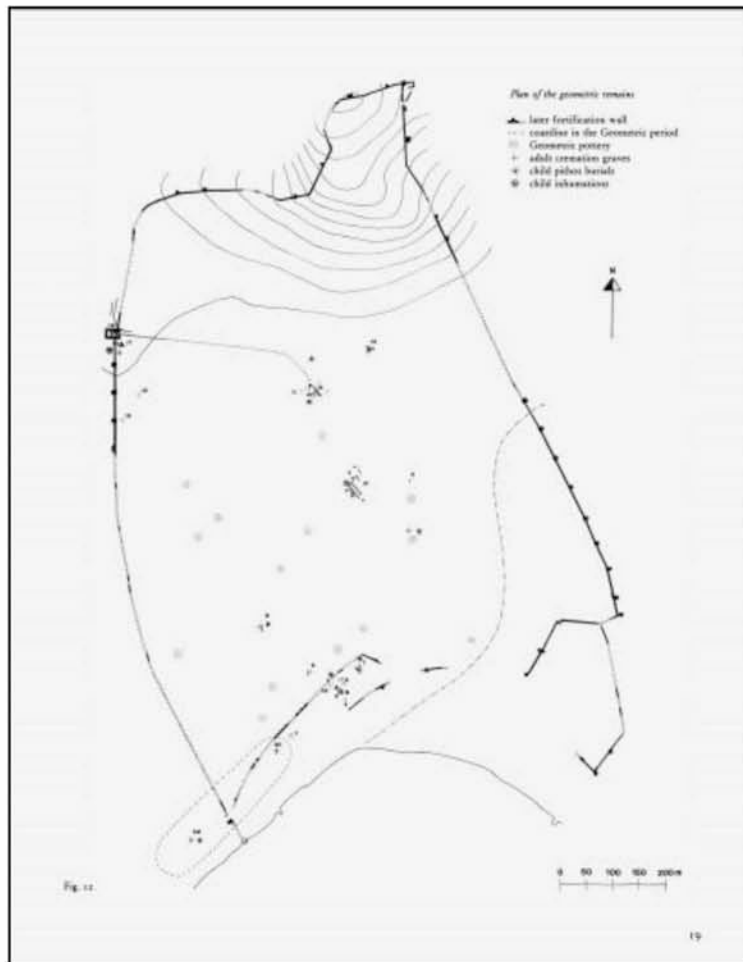 Plan of the geometric remains
later fortification wall
coastline in the Geometric period
Geometric pottery
adult cremation graves
child pithos burials
child inhumations
N
0 50 100 150 200m
Fig. 12
19